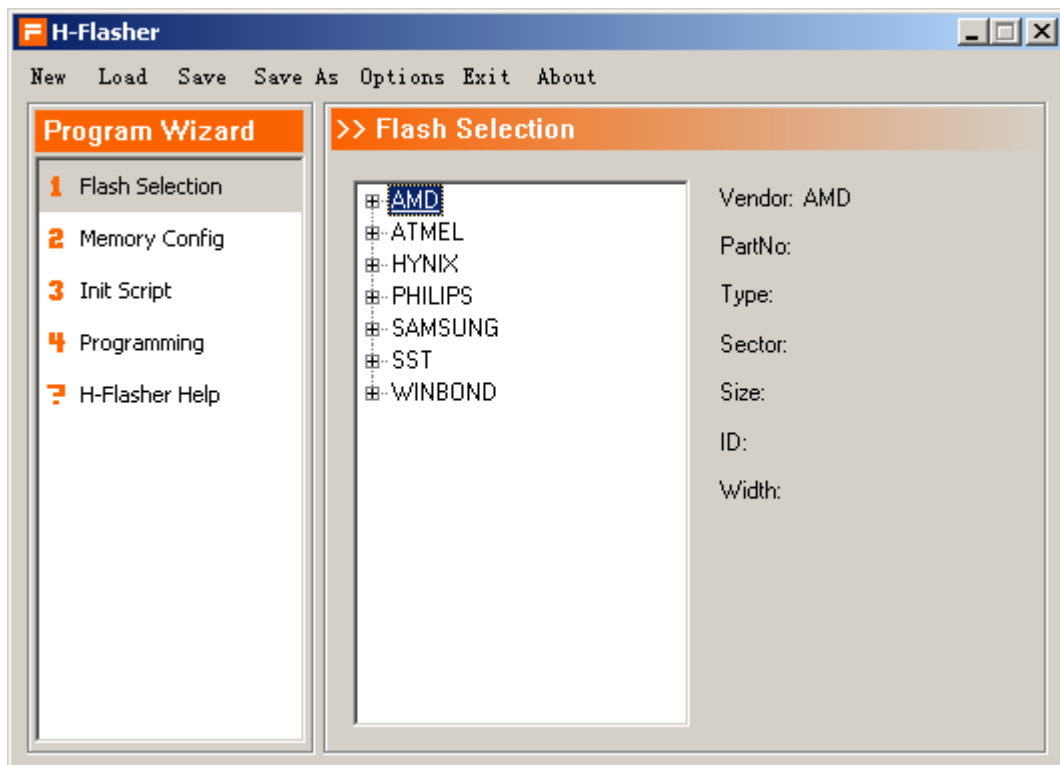 H-Flasher
New Load Save Save As Options Exit About
Program Wizard
1 Flash Selection
2 Memory Config
3 Init Script
4 Programming
? H-Flasher Help
>> Flash Selection
AMD
ATMEL
HYNIX
PHILIPS
SAMSUNG
SST
WINBOND
Vendor: AMD
PartNo:
Type:
Sector:
Size:
ID:
Width: